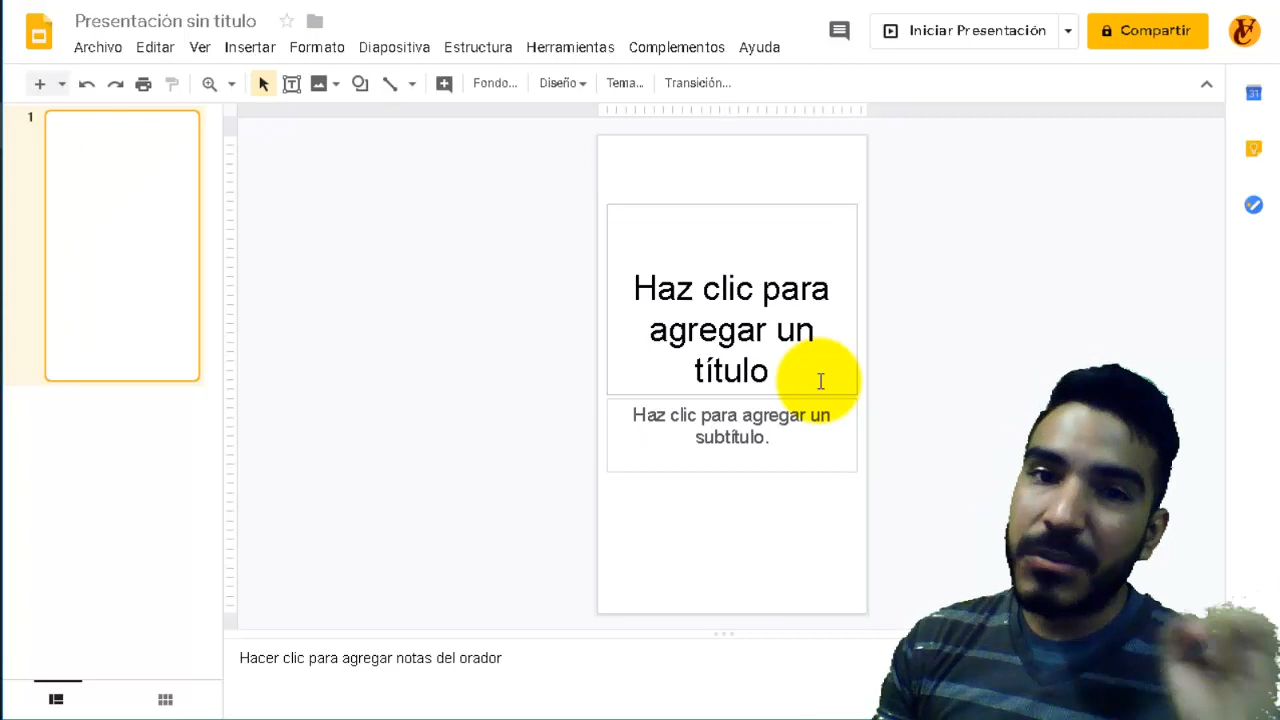 Presentación sin titulo
Archivo Editar Ver Insertar Formato Diapositiva Estructura Herramientas Complementos Ayuda
Iniciar Presentación
Compartir
Fondo... Diseño Tema... Transición...
1
31
Haz clic para
agregar un
título
Haz clic para agregar un
subtítulo.
Hacer clic para agregar notas del orador